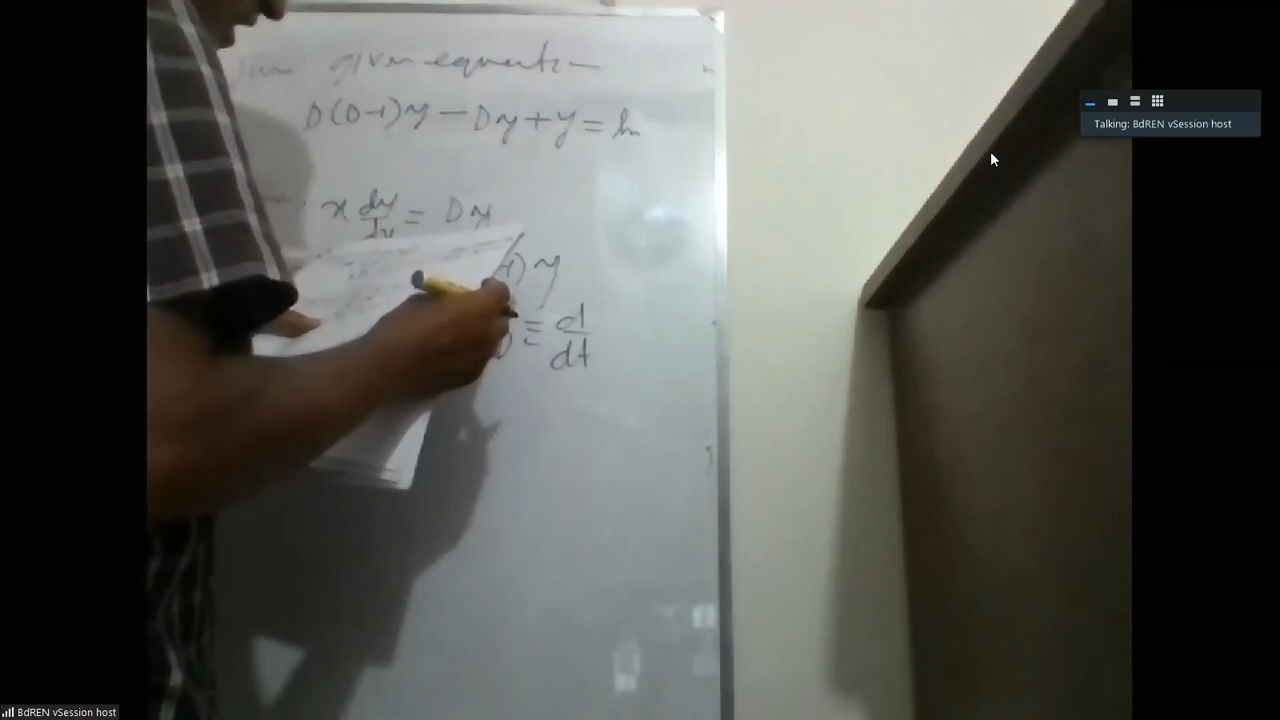 given equation
D(D-1)y - Dy + y = ln
x dy/dx = Dy
-1) y
D ≡ d/dt
Talking: BdREN vSession host
BdREN vSession host